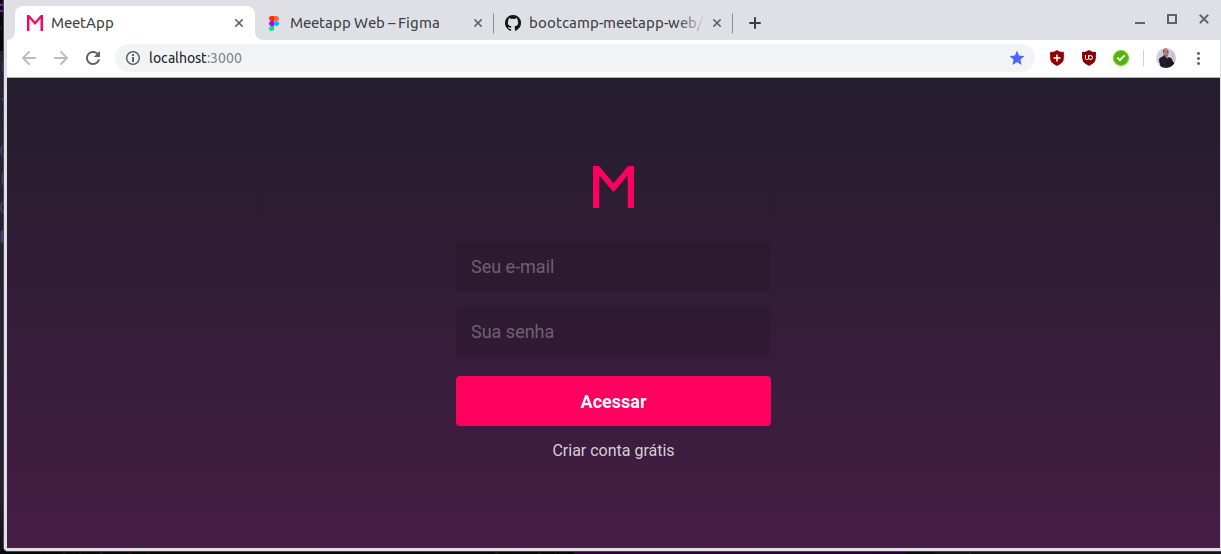 MeetApp
Meetapp Web – Figma
bootcamp-meetapp-web/
localhost:3000
M
Seu e-mail
Sua senha
Acessar
Criar conta grátis